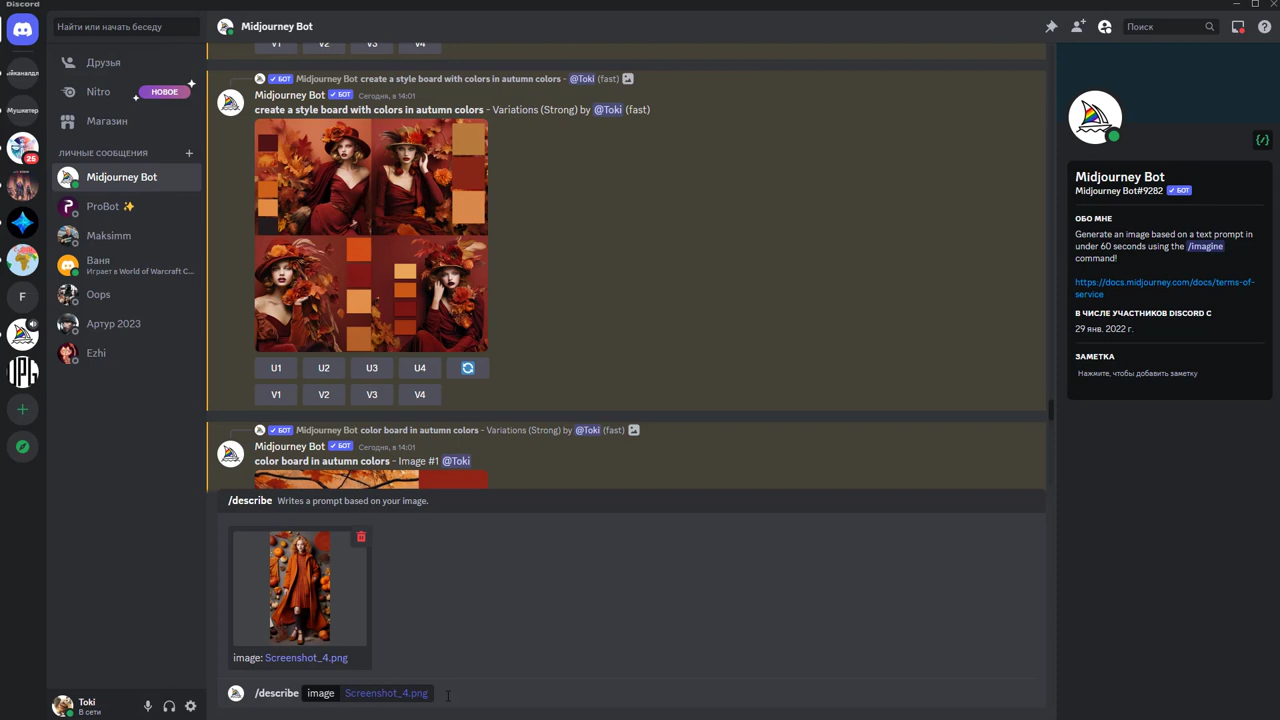 Discord
Найти или начать беседу
Midjourney Bot
Поиск
Друзья
Nitro
НОВОЕ
Магазин
ЛИЧНЫЕ СООБЩЕНИЯ
Midjourney Bot
ProBot ✨
Maksimm
Ваня
Играет в World of Warcraft C...
Oops
Артур 2023
Ezhi
Мушкетер
25
F
Toki
В сети
V1 V2 V3 V4
БОТ Midjourney Bot create a style board with colors in autumn colors - @Toki (fast)
Midjourney Bot БОТ Сегодня, в 14:01
create a style board with colors in autumn colors - Variations (Strong) by @Toki (fast)
U1 U2 U3 U4
V1 V2 V3 V4
БОТ Midjourney Bot color board in autumn colors - Variations (Strong) by @Toki (fast)
Midjourney Bot БОТ Сегодня, в 14:01
color board in autumn colors - Image #1 @Toki
/describe Writes a prompt based on your image.
image: Screenshot_4.png
/describe image Screenshot_4.png
Midjourney Bot
Midjourney Bot#9282 БОТ
ОБО МНЕ
Generate an image based on a text prompt in
under 60 seconds using the /imagine
command!
https://docs.midjourney.com/docs/terms-of-
service
В ЧИСЛЕ УЧАСТНИКОВ DISCORD С
29 янв. 2022 г.
ЗАМЕТКА
Нажмите, чтобы добавить заметку